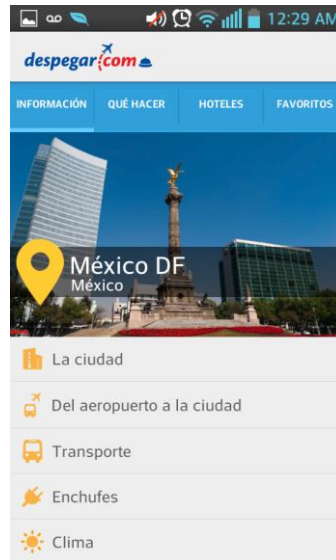 12:29 AM
despegar.com
INFORMACIÓN QUÉ HACER HOTELES FAVORITOS
México DF
México
La ciudad
Del aeropuerto a la ciudad
Transporte
Enchufes
Clima